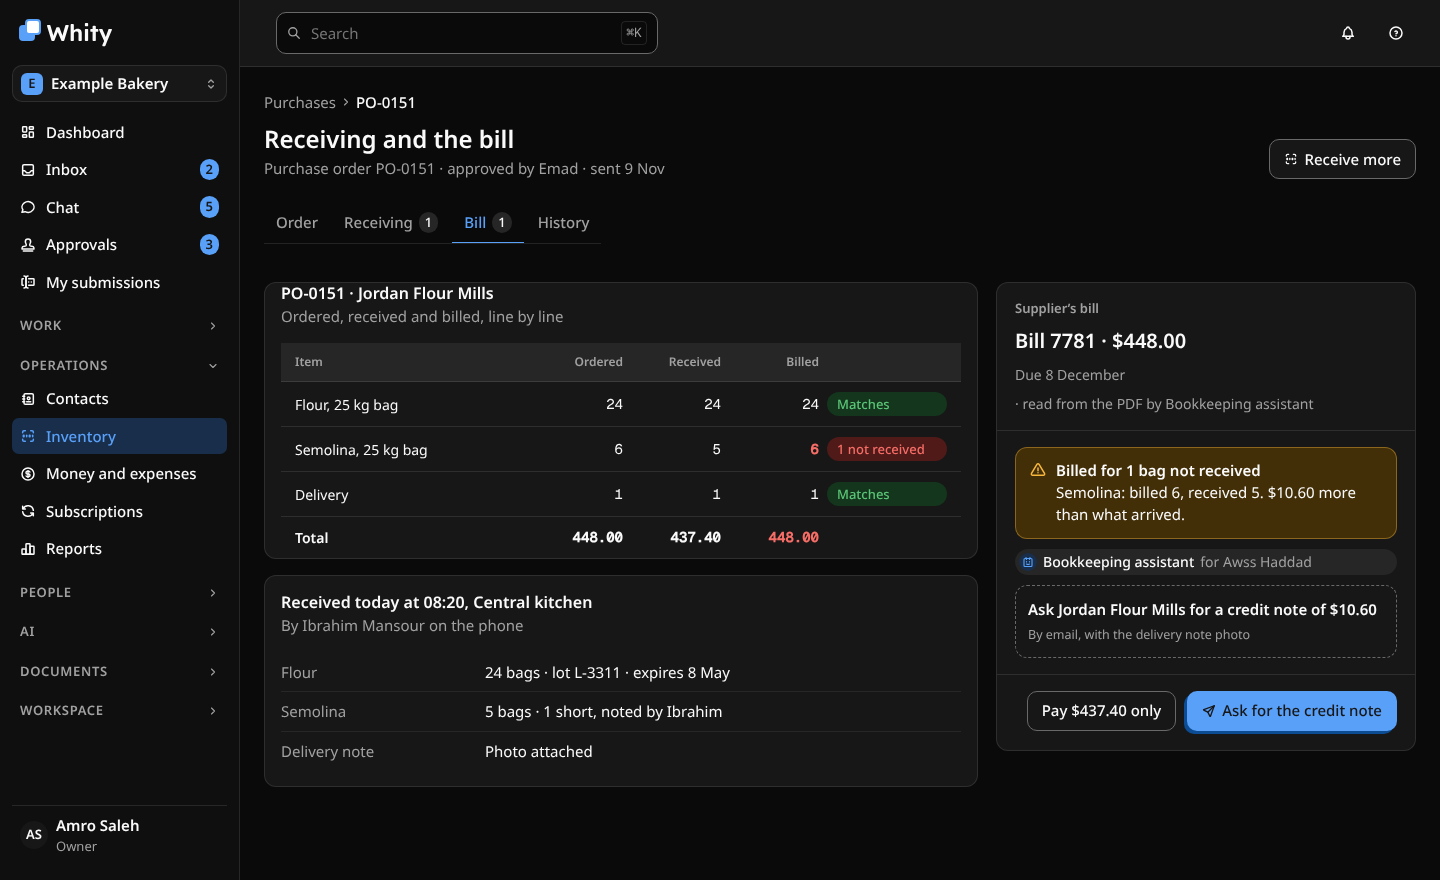 Whity
Search
⌘K
E
Example Bakery
Dashboard
Inbox
2
Chat
5
Approvals
3
My submissions
WORK
OPERATIONS
Contacts
Inventory
Money and expenses
Subscriptions
Reports
PEOPLE
AI
DOCUMENTS
WORKSPACE
AS
Amro Saleh
Owner
Purchases › PO-0151
Receiving and the bill
Purchase order PO-0151 · approved by Emad · sent 9 Nov
Receive more
Order Receiving 1 Bill 1 History
PO-0151 · Jordan Flour Mills
Ordered, received and billed, line by line
Item Ordered Received Billed
Flour, 25 kg bag 24 24 24 Matches
Semolina, 25 kg bag 6 5 6 1 not received
Delivery 1 1 1 Matches
Total 448.00 437.40 448.00
Received today at 08:20, Central kitchen
By Ibrahim Mansour on the phone
Flour 24 bags · lot L-3311 · expires 8 May
Semolina 5 bags · 1 short, noted by Ibrahim
Delivery note Photo attached
Supplier's bill
Bill 7781 · $448.00
Due 8 December
· read from the PDF by Bookkeeping assistant
Billed for 1 bag not received
Semolina: billed 6, received 5. $10.60 more
than what arrived.
Bookkeeping assistant for Awss Haddad
Ask Jordan Flour Mills for a credit note of $10.60
By email, with the delivery note photo
Pay $437.40 only
Ask for the credit note